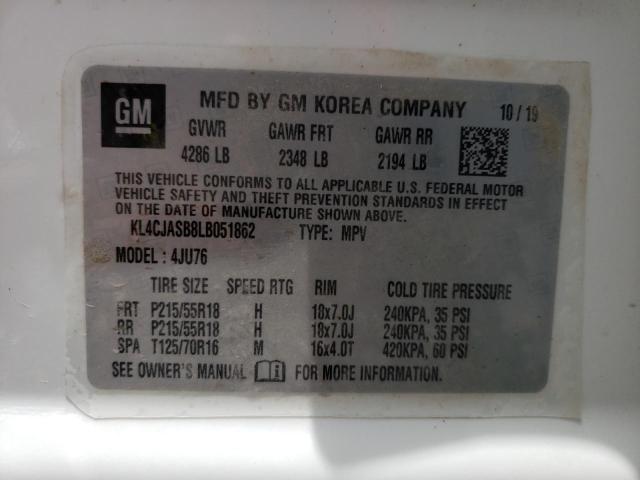 GM MFD BY GM KOREA COMPANY 10/19
GVWR GAWR FRT GAWR RR
4286 LB 2348 LB 2194 LB
THIS VEHICLE CONFORMS TO ALL APPLICABLE U.S. FEDERAL MOTOR
VEHICLE SAFETY AND THEFT PREVENTION STANDARDS IN EFFECT
ON THE DATE OF MANUFACTURE SHOWN ABOVE.
KL4CJASB8LB051862 TYPE: MPV
MODEL: 4JU76
TIRE SIZE SPEED RTG RIM COLD TIRE PRESSURE
FRT P215/55R18 H 18x7.0J 240KPA, 35 PSI
RR P215/55R18 H 18x7.0J 240KPA, 35 PSI
SPA T125/70R16 M 16x4.0T 420KPA, 60 PSI
SEE OWNER'S MANUAL FOR MORE INFORMATION.